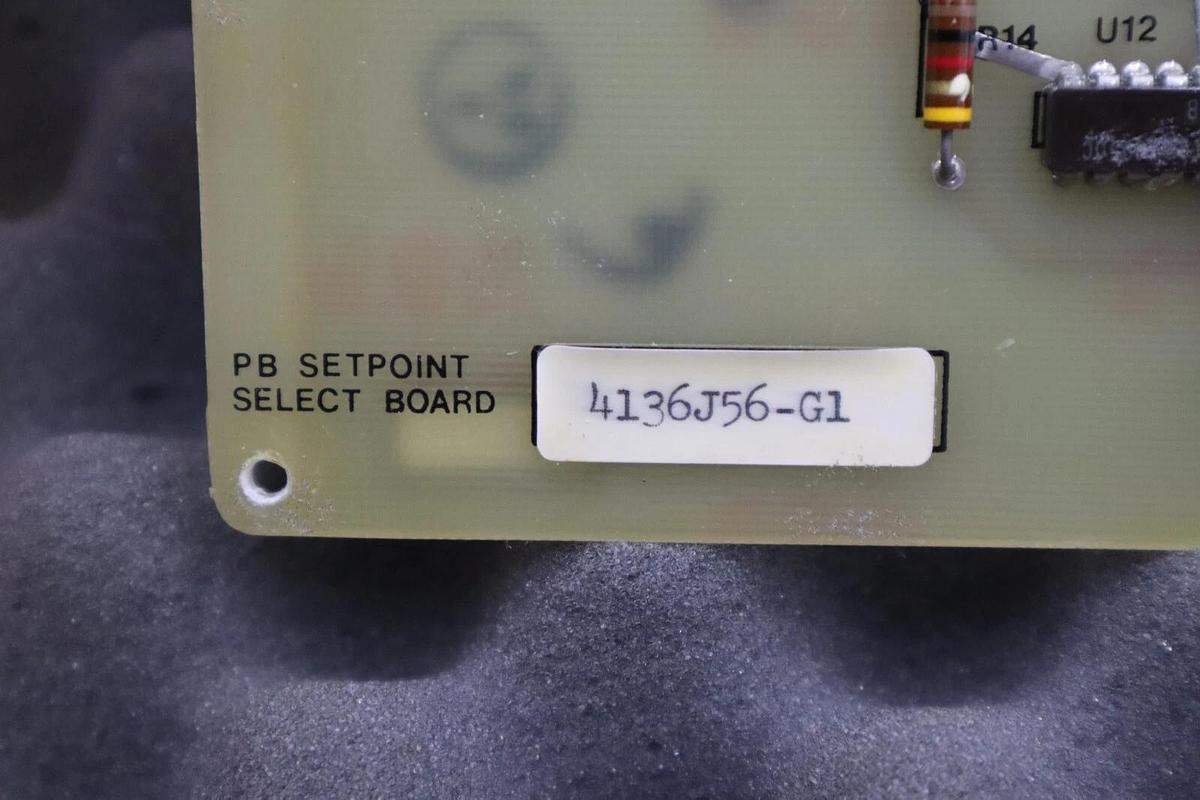 R14
U12
PB SETPOINT
SELECT BOARD
4136J56-G1